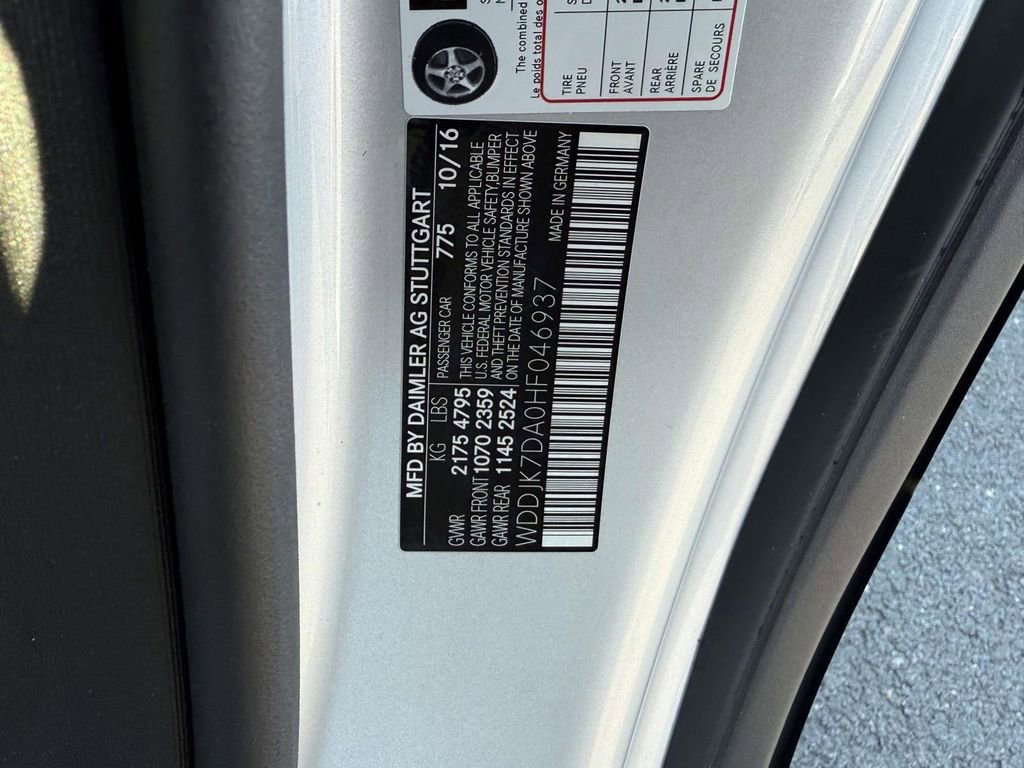 The combined
Le poids total des
TIRE
PNEU
FRONT
AVANT
REAR
ARRIÈRE
SPARE
DE SECOURS
MFD BY DAIMLER AG STUTTGART
KG LBS PASSENGER CAR 775 10/16
GVWR 2175 4795
GAWR FRONT 1070 2359
GAWR REAR 1145 2524
THIS VEHICLE CONFORMS TO ALL APPLICABLE
U.S. FEDERAL MOTOR VEHICLE SAFETY,BUMPER
AND THEFT PREVENTION STANDARDS IN EFFECT
ON THE DATE OF MANUFACTURE SHOWN ABOVE
WDDJK7DA0HF046937
MADE IN GERMANY